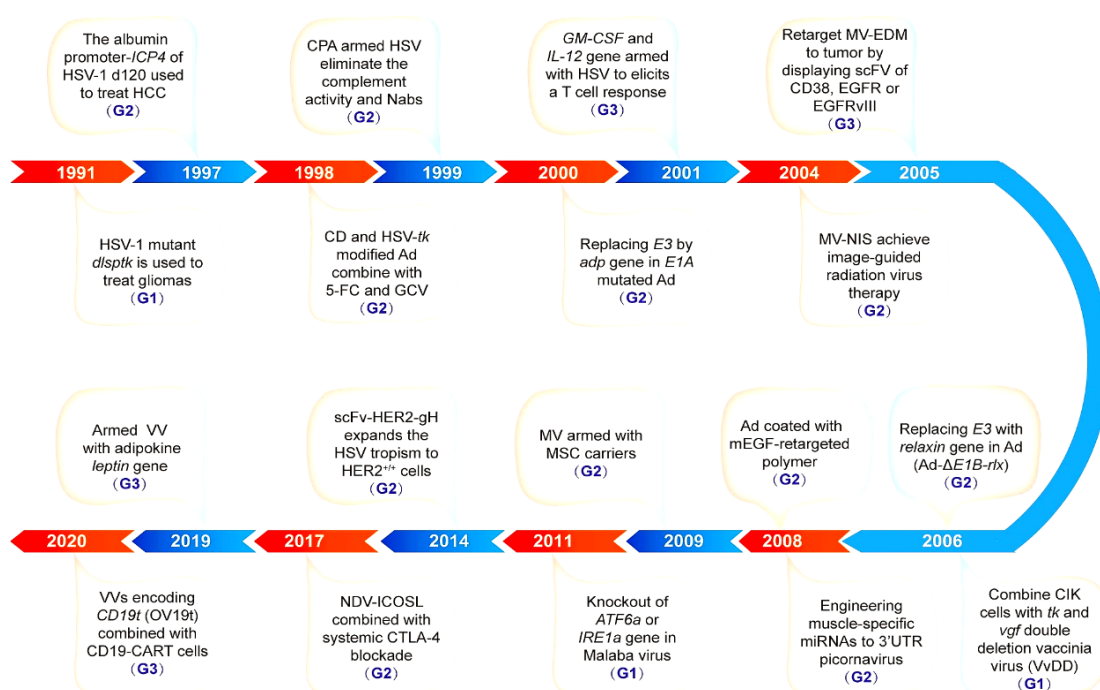 The albumin
promoter-ICP4 of
HSV-1 d120 used
to treat HCC
(G2)
CPA armed HSV
eliminate the
complement
activity and Nabs
(G2)
GM-CSF and
IL-12 gene armed
with HSV to elicits
a T cell response
(G3)
Retarget MV-EDM
to tumor by
displaying scFV of
CD38, EGFR or
EGFRvIII
(G3)
1991
1997
1998
1999
2000
2001
2004
2005
HSV-1 mutant
dlsptk is used to
treat gliomas
(G1)
CD and HSV-tk
modified Ad
combine with
5-FC and GCV
(G2)
Replacing E3 by
adp gene in E1A
mutated Ad
(G2)
MV-NIS achieve
image-guided
radiation virus
therapy
(G2)
Armed VV
with adipokine
leptin gene
(G3)
scFv-HER2-gH
expands the
HSV tropism to
HER2+/+ cells
(G2)
MV armed with
MSC carriers
(G2)
Ad coated with
mEGF-retargeted
polymer
(G2)
Replacing E3 with
relaxin gene in Ad
(Ad-ΔE1B-rlx)
(G2)
2020
2019
2017
2014
2011
2009
2008
2006
VVs encoding
CD19t (OV19t)
combined with
CD19-CART cells
(G3)
NDV-ICOSL
combined with
systemic CTLA-4
blockade
(G2)
Knockout of
ATF6a or
IRE1a gene in
Malaba virus
(G1)
Engineering
muscle-specific
miRNAs to 3'UTR
picornavirus
(G2)
Combine CIK
cells with tk and
vgf double
deletion vaccinia
virus (VvDD)
(G1)